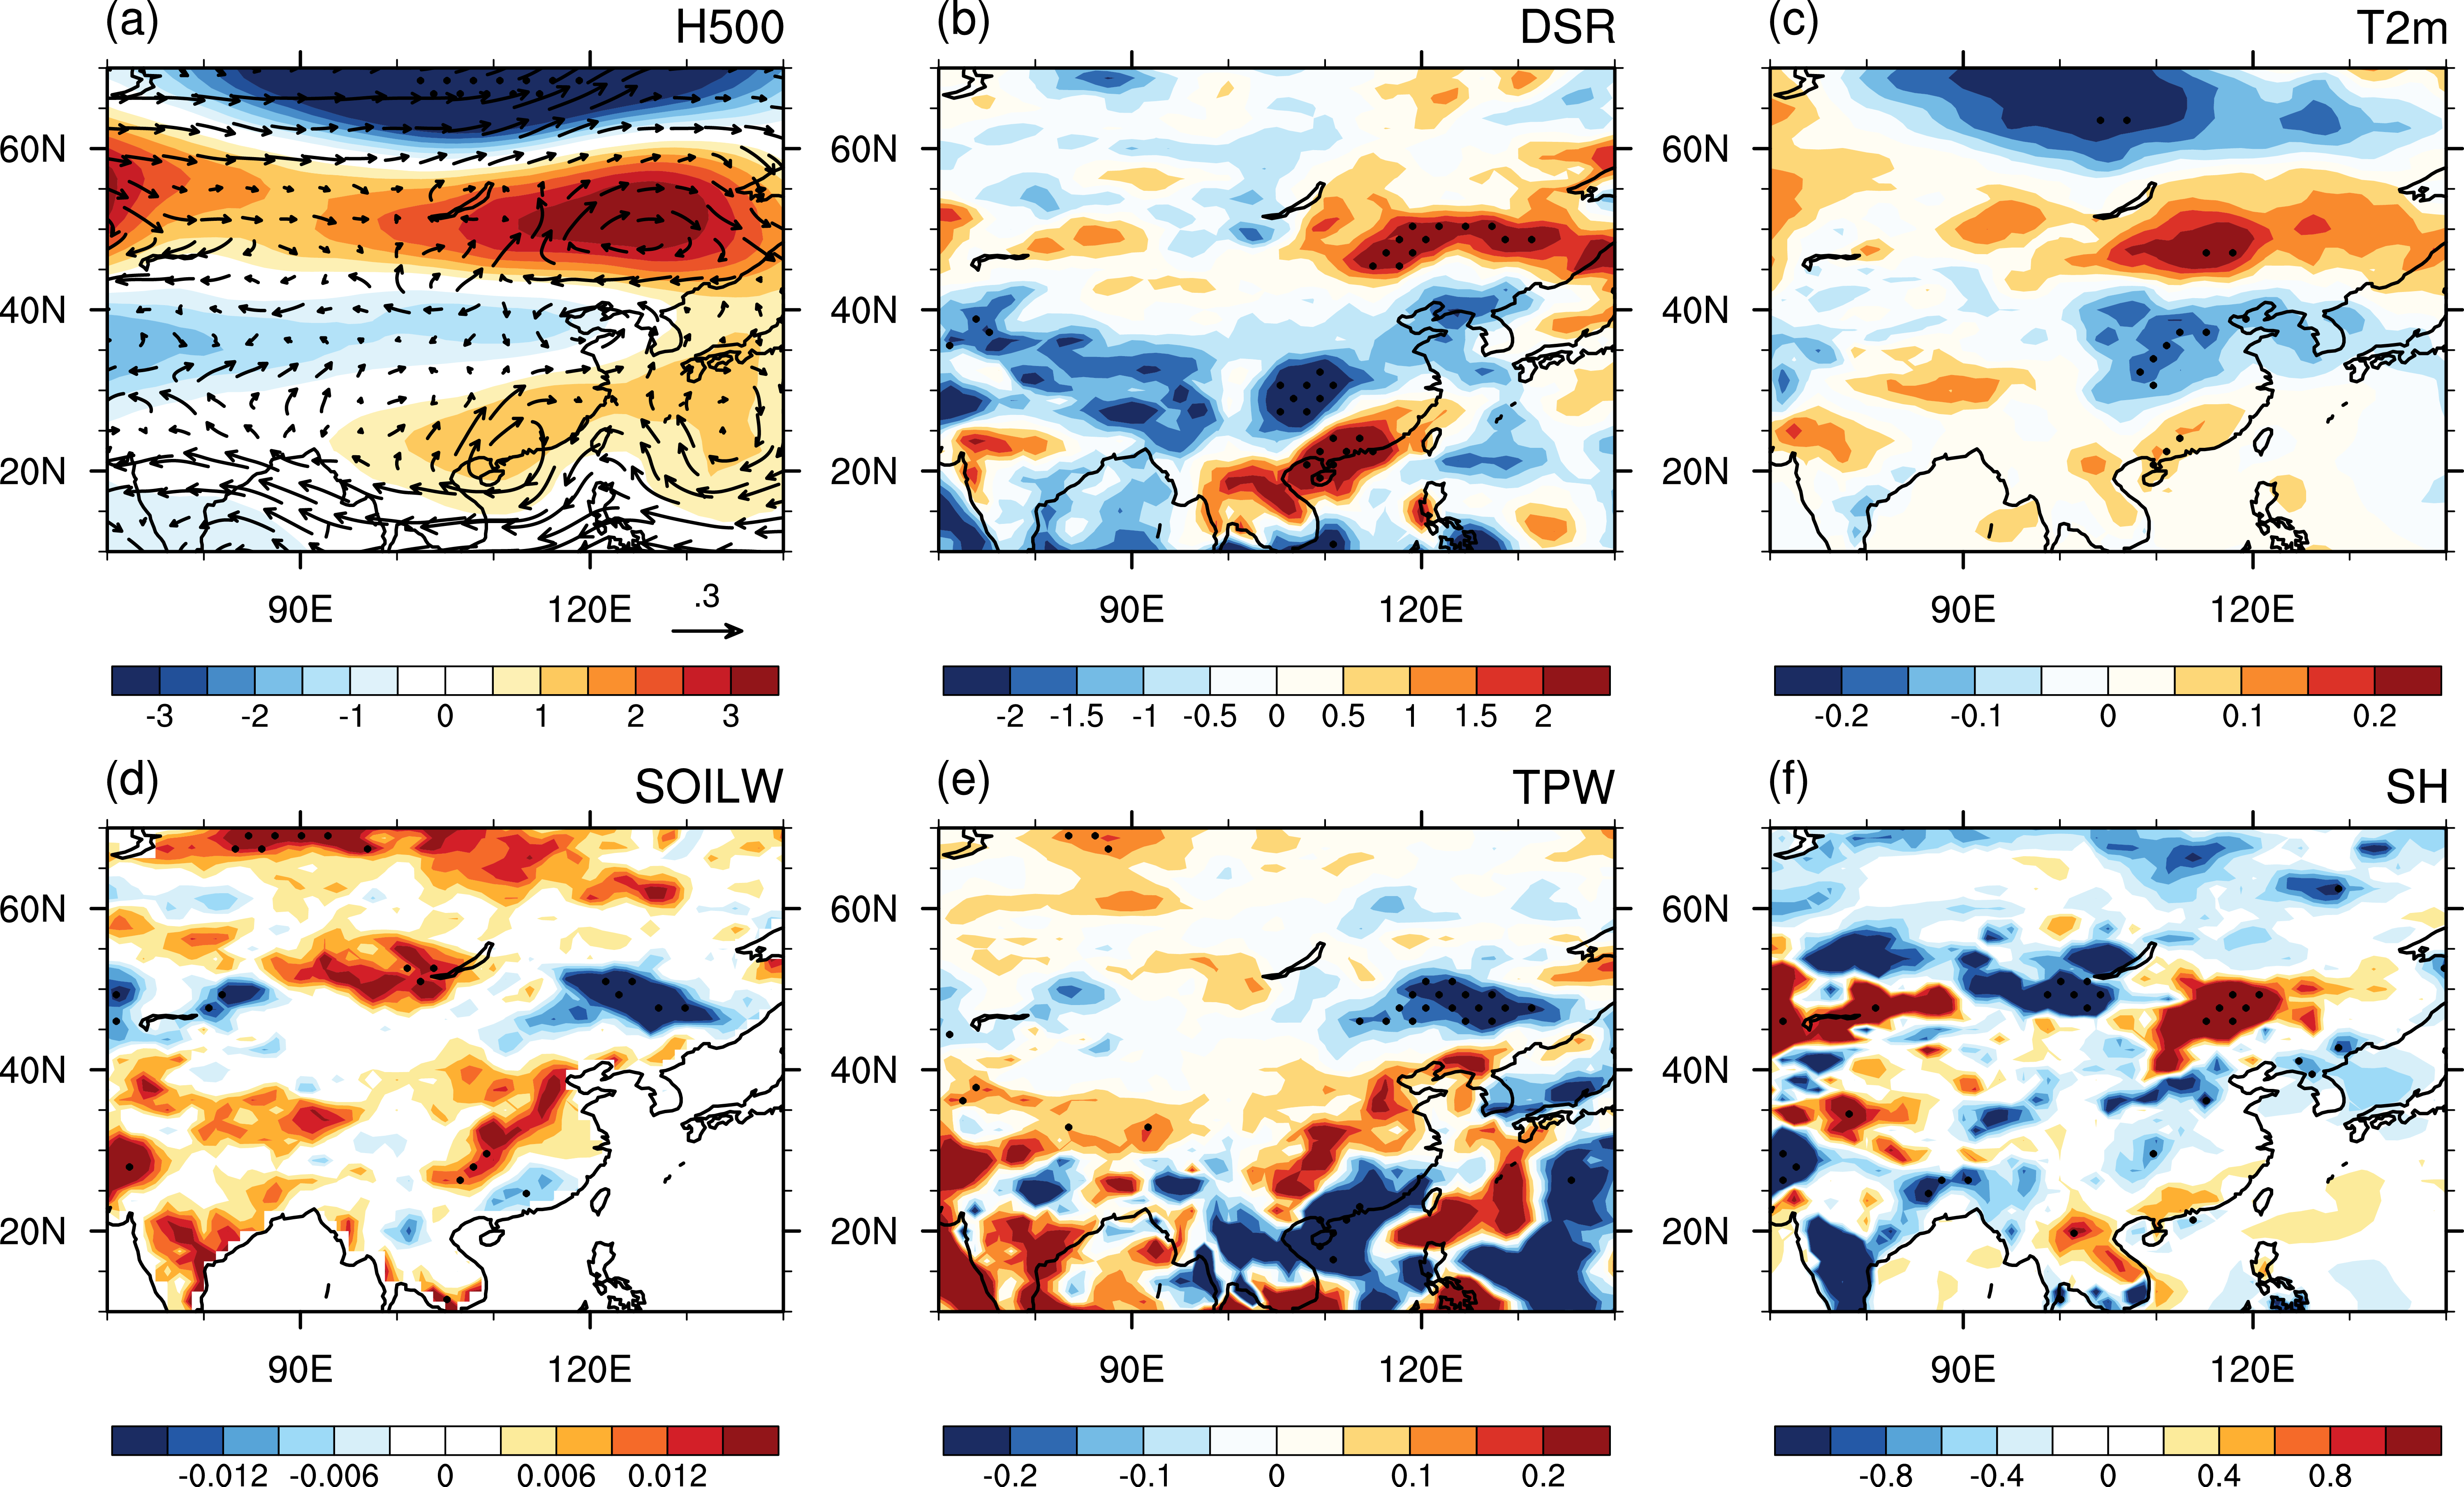 (a) H500 (b) DSR (c) T2m
60N 60N 60N
40N 40N 40N
20N 20N 20N
90E 120E 90E 120E 90E 120E
.3
-3 -2 -1 0 1 2 3
-2 -1.5 -1 -0.5 0 0.5 1 1.5 2
-0.2 -0.1 0 0.1 0.2
(d) SOILW (e) TPW (f) SH
60N 60N 60N
40N 40N 40N
20N 20N 20N
90E 120E 90E 120E 90E 120E
-0.012 -0.006 0 0.006 0.012
-0.2 -0.1 0 0.1 0.2
-0.8 -0.4 0 0.4 0.8